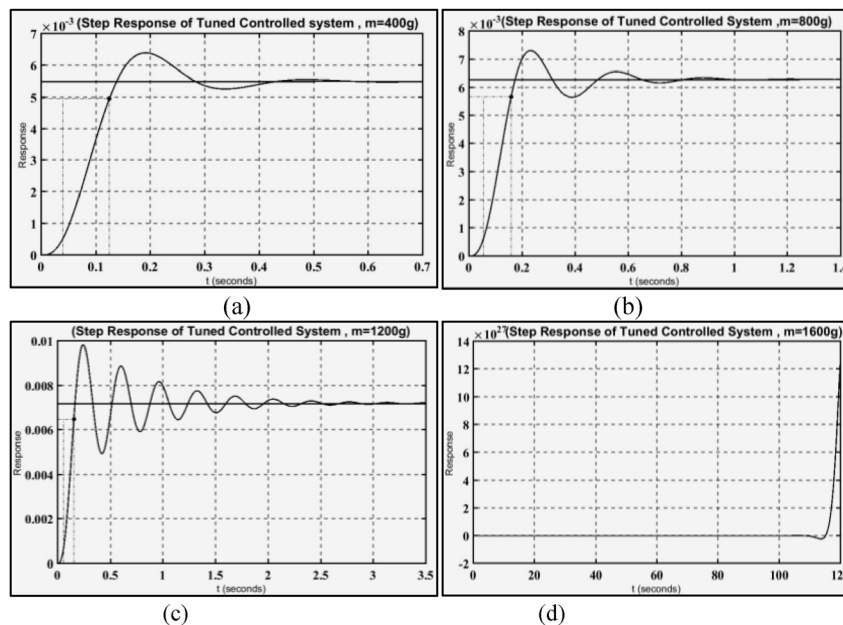 ×10⁻³ (Step Response of Tuned Controlled system , m=400g)
7
6
5
4
3
2
1
0
Response
0 0.1 0.2 0.3 0.4 0.5 0.6 0.7
t (seconds)
(a)
×10⁻³ (Step Response of Tuned Controlled System ,m=800g)
8
7
6
5
4
3
2
1
0
Response
0 0.2 0.4 0.6 0.8 1 1.2 1.4
t (seconds)
(b)
(Step Response of Tuned Controlled System , m=1200g)
0.01
0.008
0.006
0.004
0.002
0
Response
0 0.5 1 1.5 2 2.5 3 3.5
t (seconds)
(c)
×10²⁷ (Step Response of Tuned Controlled System , m=1600g)
14
12
10
8
6
4
2
0
-2
Response
0 20 40 60 80 100 120
t (seconds)
(d)